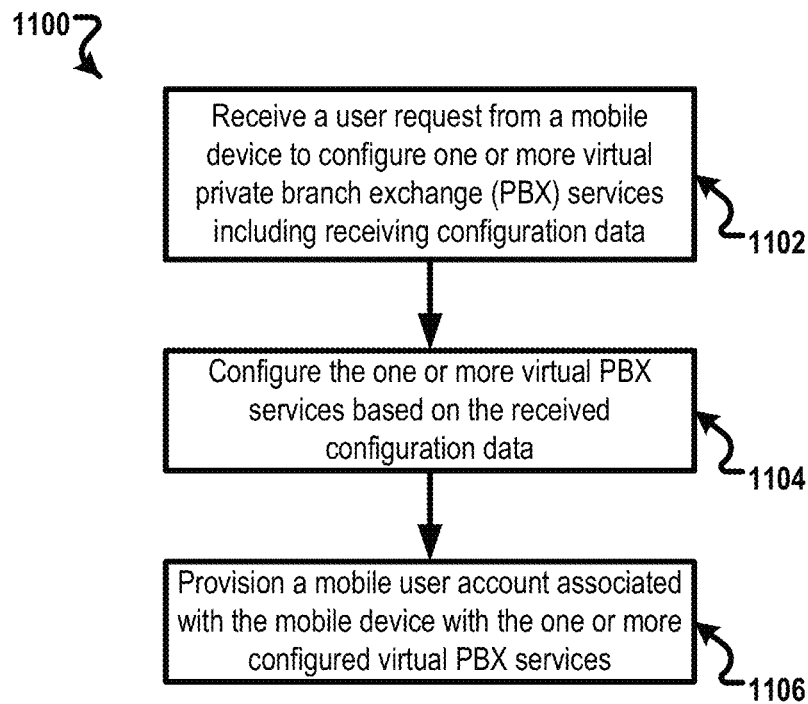 1100
Receive a user request from a mobile
device to configure one or more virtual
private branch exchange (PBX) services
including receiving configuration data
1102
Configure the one or more virtual PBX
services based on the received
configuration data
1104
Provision a mobile user account associated
with the mobile device with the one or more
configured virtual PBX services
1106